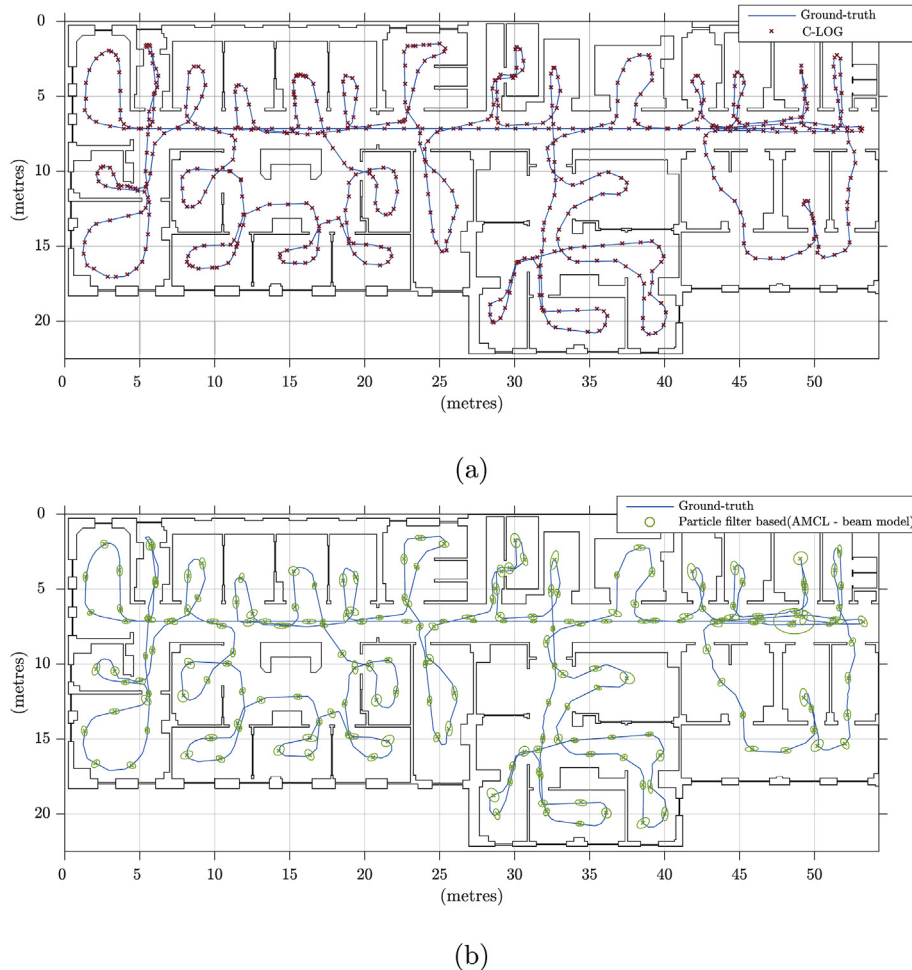 0
Ground-truth
C-LOG
5
10
(metres)
15
20
0 5 10 15 20 25 30 35 40 45 50
(metres)
(a)
0
Ground-truth
Particle filter based(AMCL - beam model)
5
10
(metres)
15
20
0 5 10 15 20 25 30 35 40 45 50
(metres)
(b)